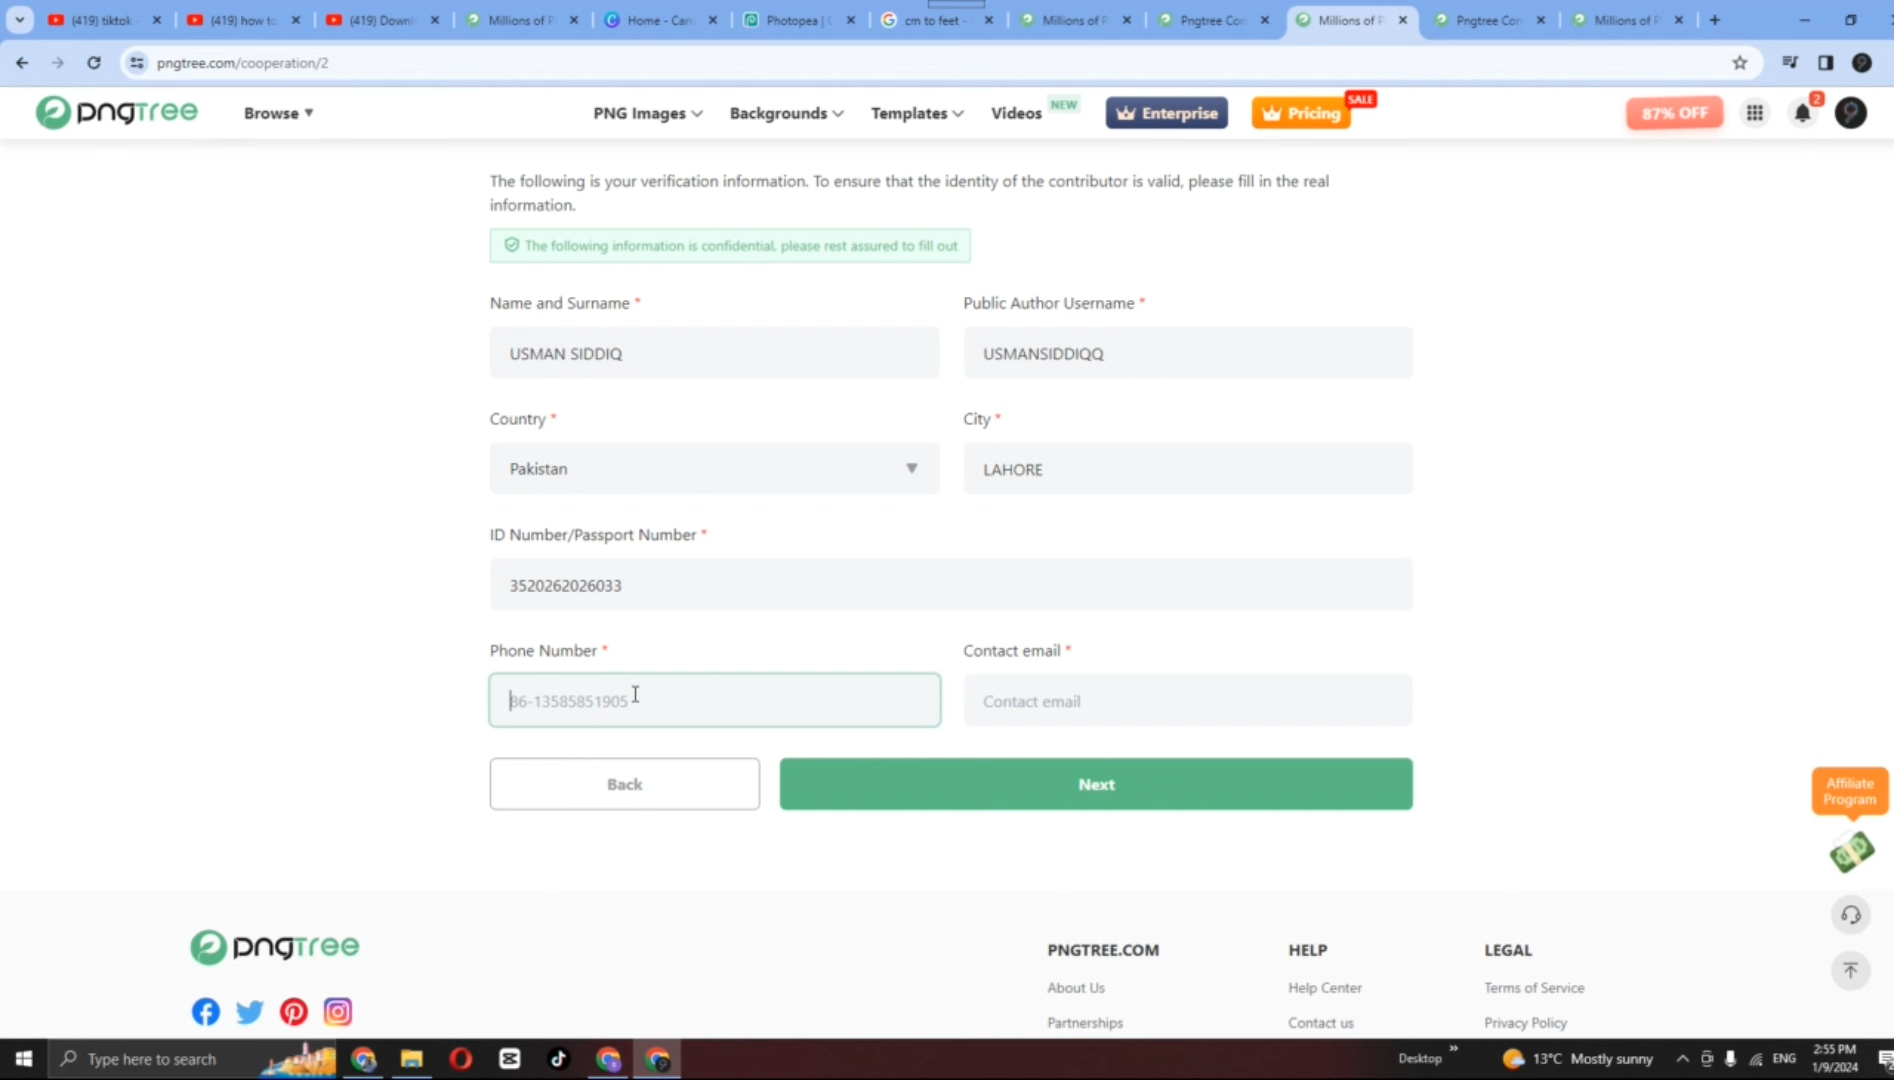 (419) tiktok
(419) how to
(419) Downl
Millions of P
Home - Can
Photopea | C
cm to feet -
Millions of P
Pngtree Con
Millions of P
Pngtree Con
Millions of P
pngtree.com/cooperation/2
pngtree
Browse
PNG Images
Backgrounds
Templates
Videos
NEW
Enterprise
Pricing
SALE
87% OFF
2
The following is your verification information. To ensure that the identity of the contributor is valid, please fill in the real
information.
The following information is confidential, please rest assured to fill out
Name and Surname *
Public Author Username *
USMAN SIDDIQ
USMANSIDDIQQ
Country *
City *
Pakistan
LAHORE
ID Number/Passport Number *
3520262026033
Phone Number *
Contact email *
86-13585851905
Contact email
Back
Next
Affiliate
Program
pngtree
PNGTREE.COM
HELP
LEGAL
About Us
Help Center
Terms of Service
Partnerships
Contact us
Privacy Policy
Type here to search
Desktop
13°C Mostly sunny
ENG
2:55 PM
1/9/2024